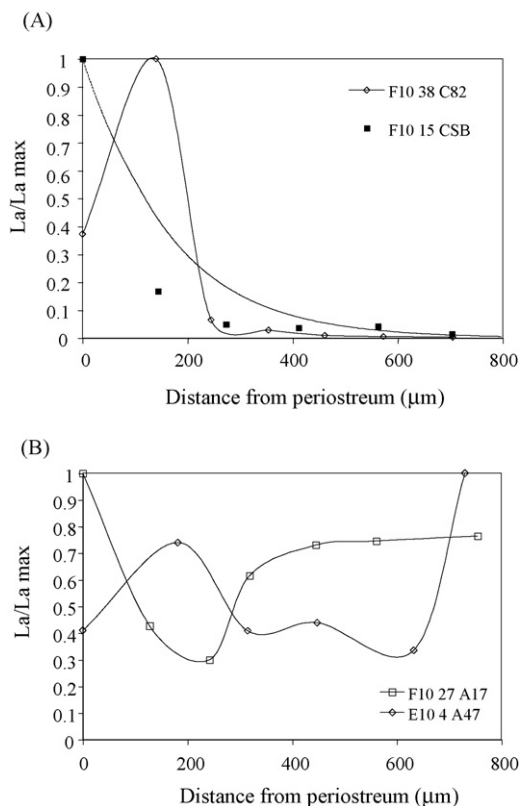 (A)
La/La max
1
0.9
0.8
0.7
0.6
0.5
0.4
0.3
0.2
0.1
0
F10 38 C82
F10 15 CSB
0 200 400 600 800
Distance from periostreum (µm)
(B)
La/La max
1
0.9
0.8
0.7
0.6
0.5
0.4
0.3
0.2
0.1
0
F10 27 A17
E10 4 A47
0 200 400 600 800
Distance from periostreum (µm)